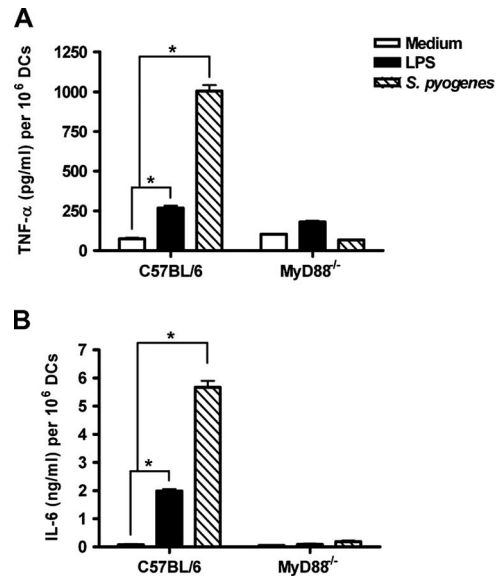 A
TNF-α (pg/ml) per 10⁶ DCs
1250
1000
750
500
250
0
*
*
Medium
LPS
S. pyogenes
C57BL/6
MyD88⁻/⁻
B
IL-6 (ng/ml) per 10⁶ DCs
7
6
5
4
3
2
1
0
*
*
C57BL/6
MyD88⁻/⁻